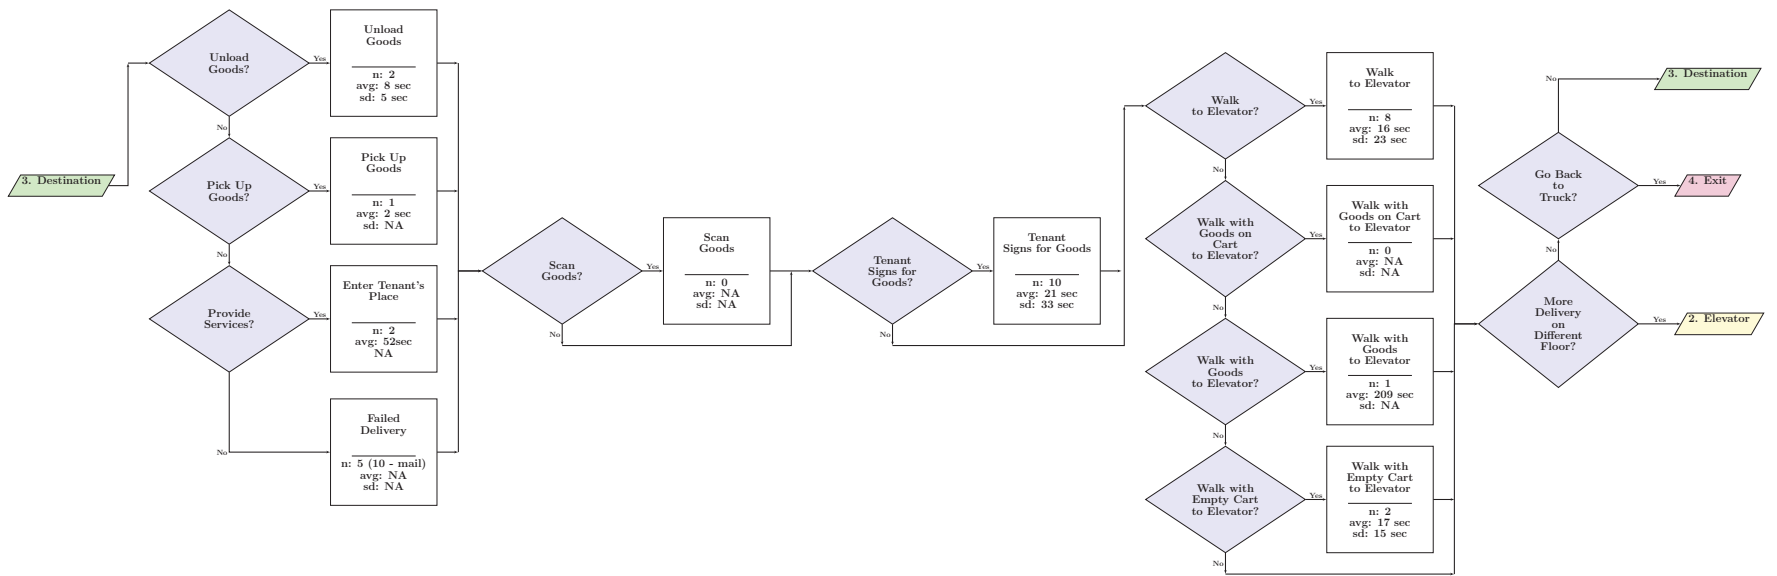 3. Destination
Unload
Goods?
Yes
No
Unload
Goods
n: 2
avg: 8 sec
sd: 5 sec
Pick Up
Goods?
Yes
No
Pick Up
Goods
n: 1
avg: 2 sec
sd: NA
Provide
Services?
Yes
No
Enter Tenant's
Place
n: 2
avg: 52sec
NA
Failed
Delivery
n: 5 (10 - mail)
avg: NA
sd: NA
Scan
Goods?
Yes
No
Scan
Goods
n: 0
avg: NA
sd: NA
Tenant
Signs for
Goods?
Yes
No
Tenant
Signs for Goods
n: 10
avg: 21 sec
sd: 33 sec
Walk
to Elevator?
Yes
No
Walk
to Elevator
n: 8
avg: 16 sec
sd: 23 sec
Walk with
Goods on
Cart
to Elevator?
Yes
No
Walk with
Goods on Cart
to Elevator
n: 0
avg: NA
sd: NA
Walk with
Goods
to Elevator?
Yes
No
Walk with
Goods
to Elevator
n: 1
avg: 209 sec
sd: NA
Walk with
Empty Cart
to Elevator?
Yes
No
Walk with
Empty Cart
to Elevator
n: 2
avg: 17 sec
sd: 15 sec
More
Delivery
on
Different
Floor?
Yes
No
2. Elevator
Go Back
to
Truck?
Yes
No
4. Exit
3. Destination